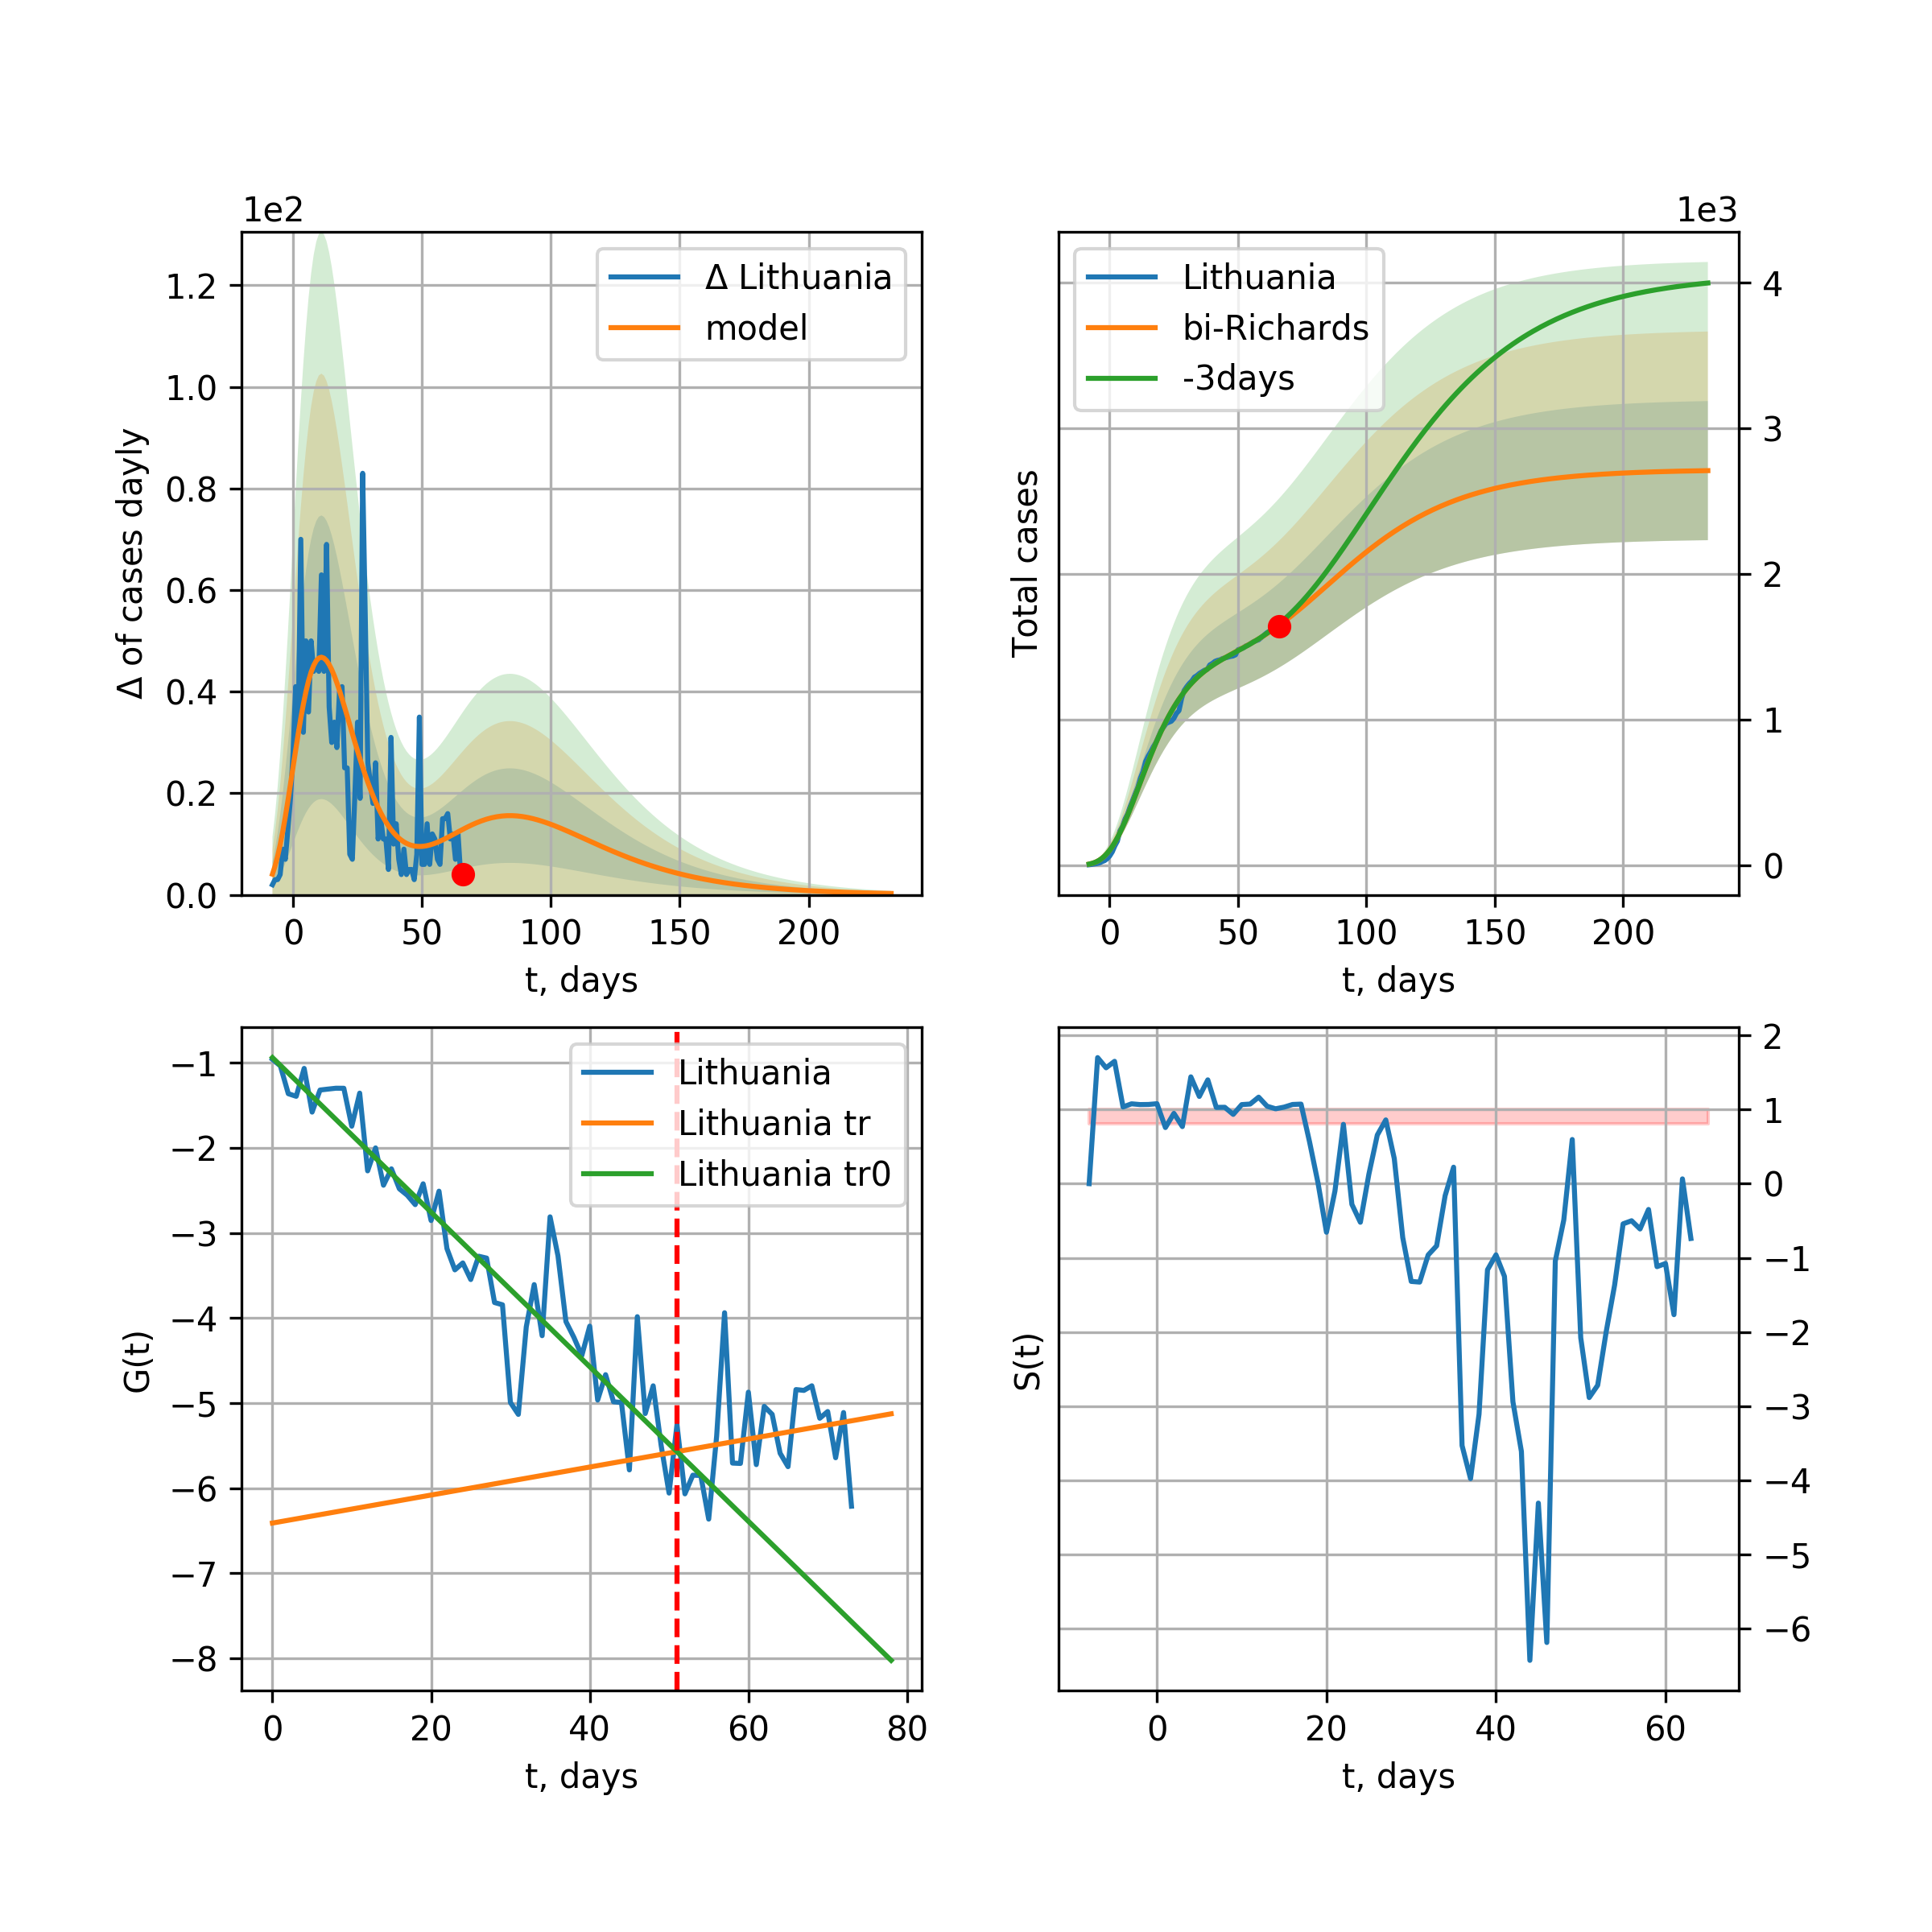 1e2
Δ of cases dayly
1.2
1.0
0.8
0.6
0.4
0.2
0.0
Δ Lithuania
model
0 50 100 150 200
t, days
1e3
Total cases
Lithuania
bi-Richards
-3days
4
3
2
1
0
0 50 100 150 200
t, days
G(t)
−1
−2
−3
−4
−5
−6
−7
−8
Lithuania
Lithuania tr
Lithuania tr0
0 20 40 60 80
t, days
S(t)
2
1
0
−1
−2
−3
−4
−5
−6
0 20 40 60
t, days